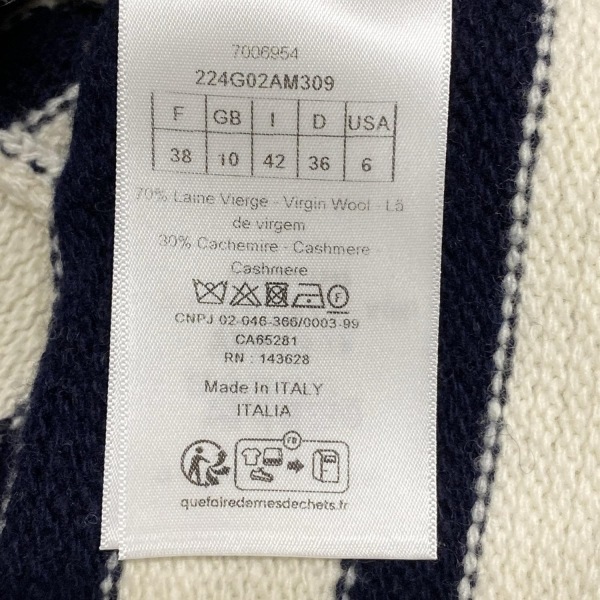 7006954
224G02AM309
F GB I D USA
38 10 42 36 6
70% Laine Vierge - Virgin Wool - Lã
de virgem
30% Cachemire - Cashmere -
Cashmere
F
CNPJ 02-046-366/0003-99
CA65281
RN : 143628
Made In ITALY
ITALIA
FR
quefairedemesdechets.fr